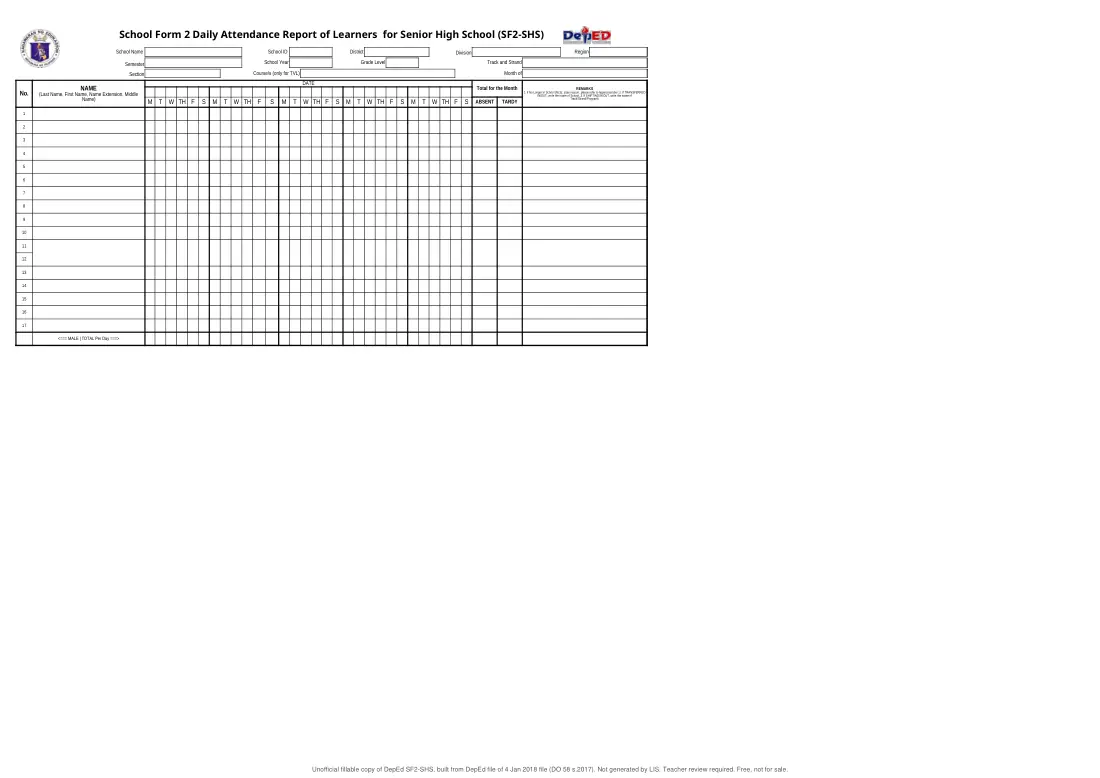 School Form 2 Daily Attendance Report of Learners for Senior High School (SF2-SHS)
DepED
School Name School ID District Division Region
Semester School Year Grade Level Track and Strand
Section Course/s (only for TVL) Month of
No. NAME DATE Total for the Month REMARKS
(Last Name, First Name, Name Extension, Middle Name)
M T W TH F S M T W TH F S M T W TH F S M T W TH F S M T W TH F S ABSENT TARDY
1
2
3
4
5
6
7
8
9
10
11
12
13
14
15
16
17
<=== MALE | TOTAL Per Day ===>
Unofficial fillable copy of DepEd SF2-SHS, built from DepEd file of 4 Jan 2018 file (DO 58 s.2017). Not generated by LIS. Teacher review required. Free, not for sale.